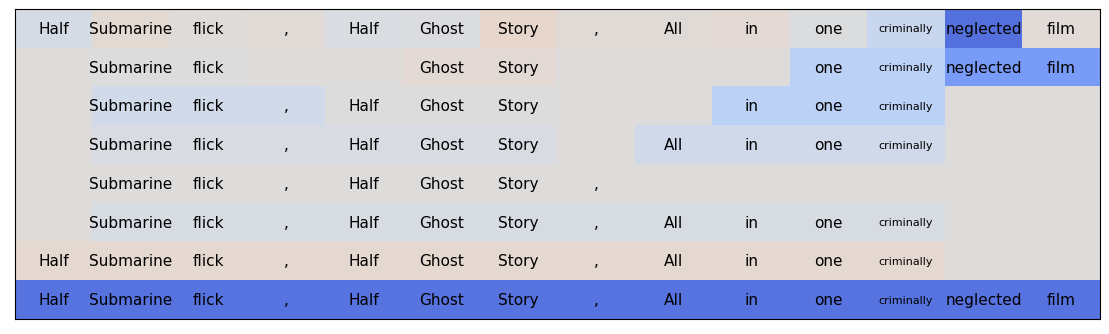 Half Submarine flick , Half Ghost Story , All in one criminally neglected film
Submarine flick Ghost Story one criminally neglected film
Submarine flick , Half Ghost Story in one criminally
Submarine flick , Half Ghost Story All in one criminally
Submarine flick , Half Ghost Story ,
Submarine flick , Half Ghost Story , All in one criminally
Half Submarine flick , Half Ghost Story , All in one criminally
Half Submarine flick , Half Ghost Story , All in one criminally neglected film